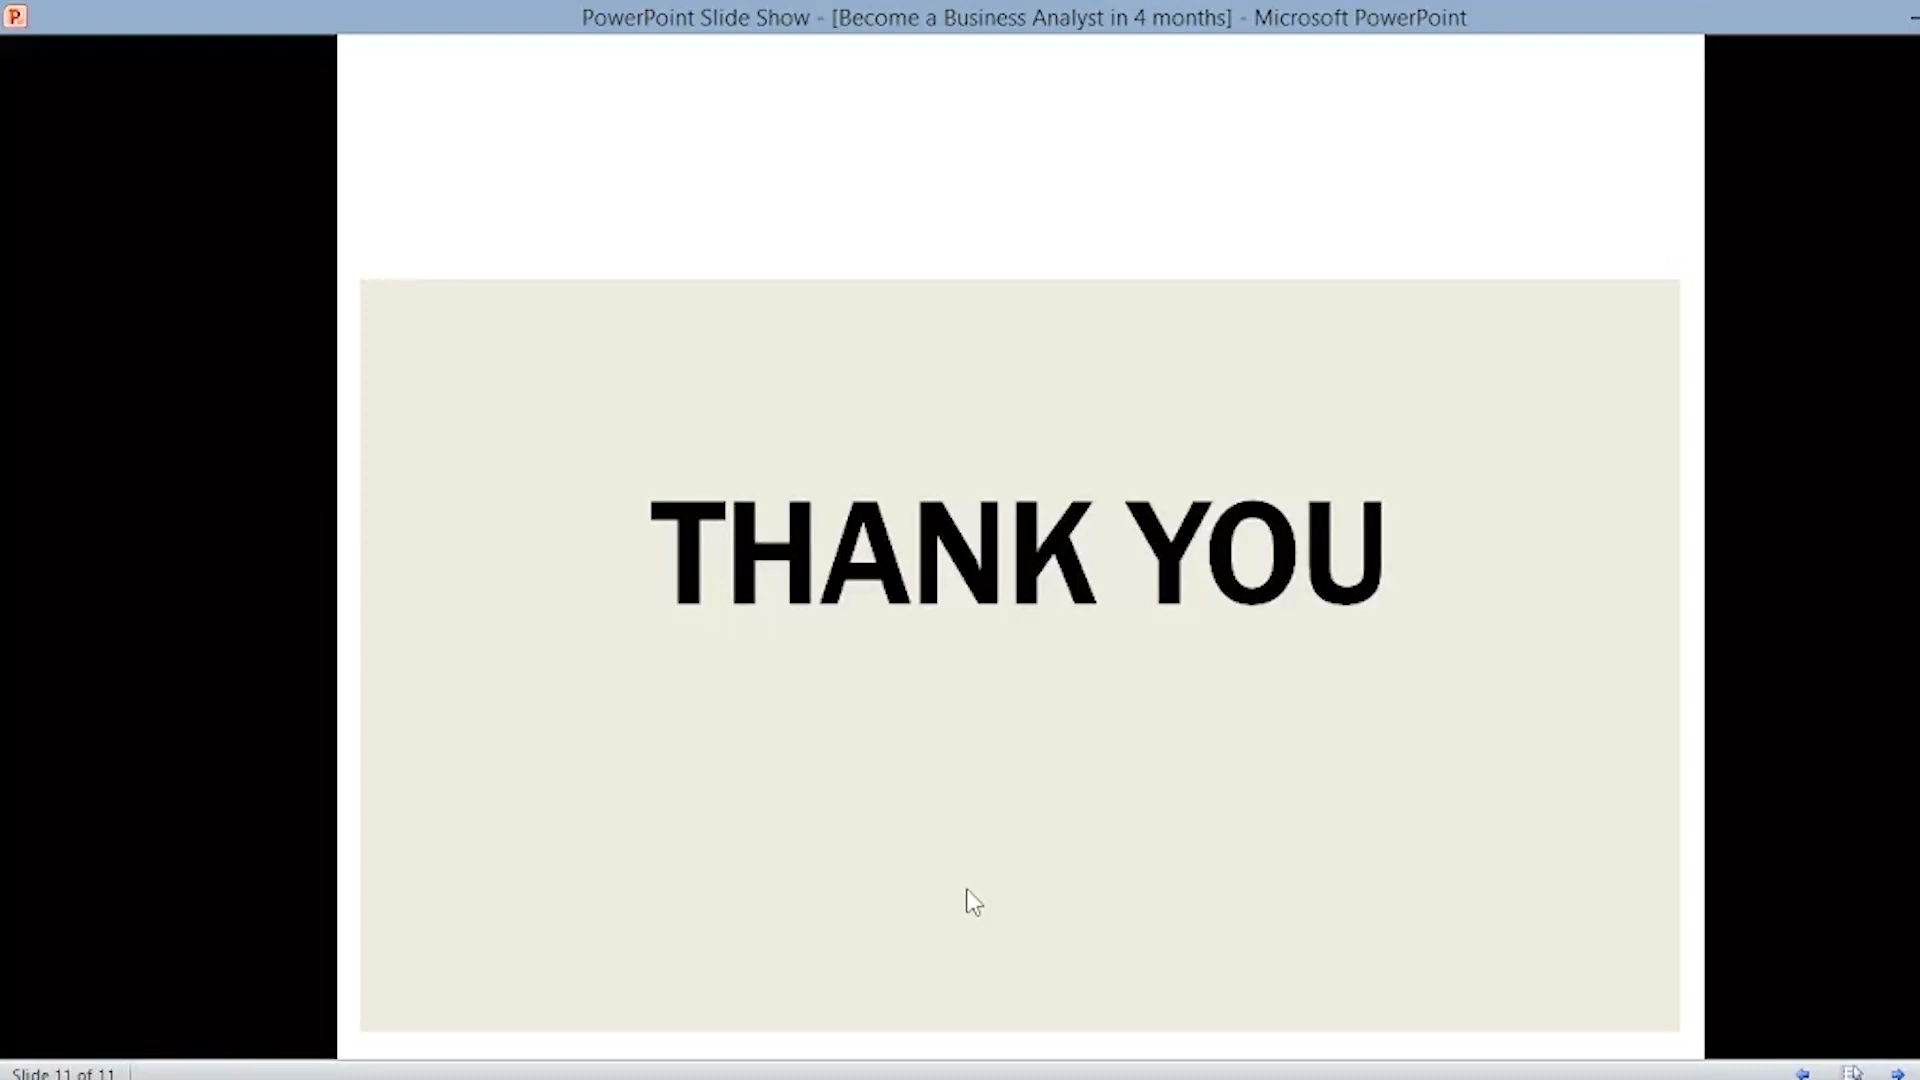 PowerPoint Slide Show - [Become a Business Analyst in 4 months] - Microsoft PowerPoint
THANK YOU
Slide 11 of 11